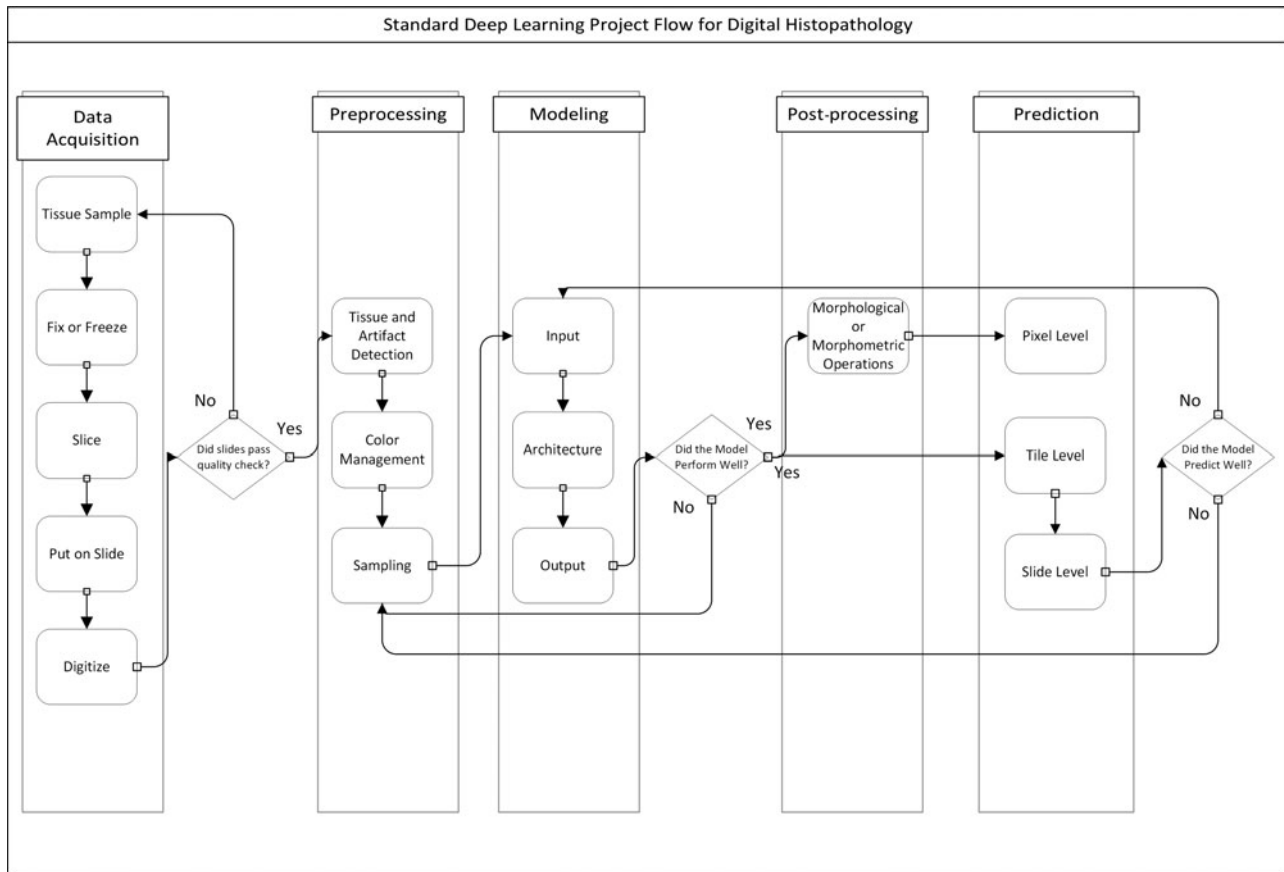 Standard Deep Learning Project Flow for Digital Histopathology
Data
Acquisition
Tissue Sample
Fix or Freeze
Slice
Put on Slide
Digitize
No
Did slides pass
quality check?
Yes
Preprocessing
Tissue and
Artifact
Detection
Color
Management
Sampling
Modeling
Input
Architecture
Output
Yes
Did the Model
Perform Well?
Yes
No
Post-processing
Morphological
or
Morphometric
Operations
Prediction
Pixel Level
Tile Level
Slide Level
No
Did the Model
Predict Well?
No